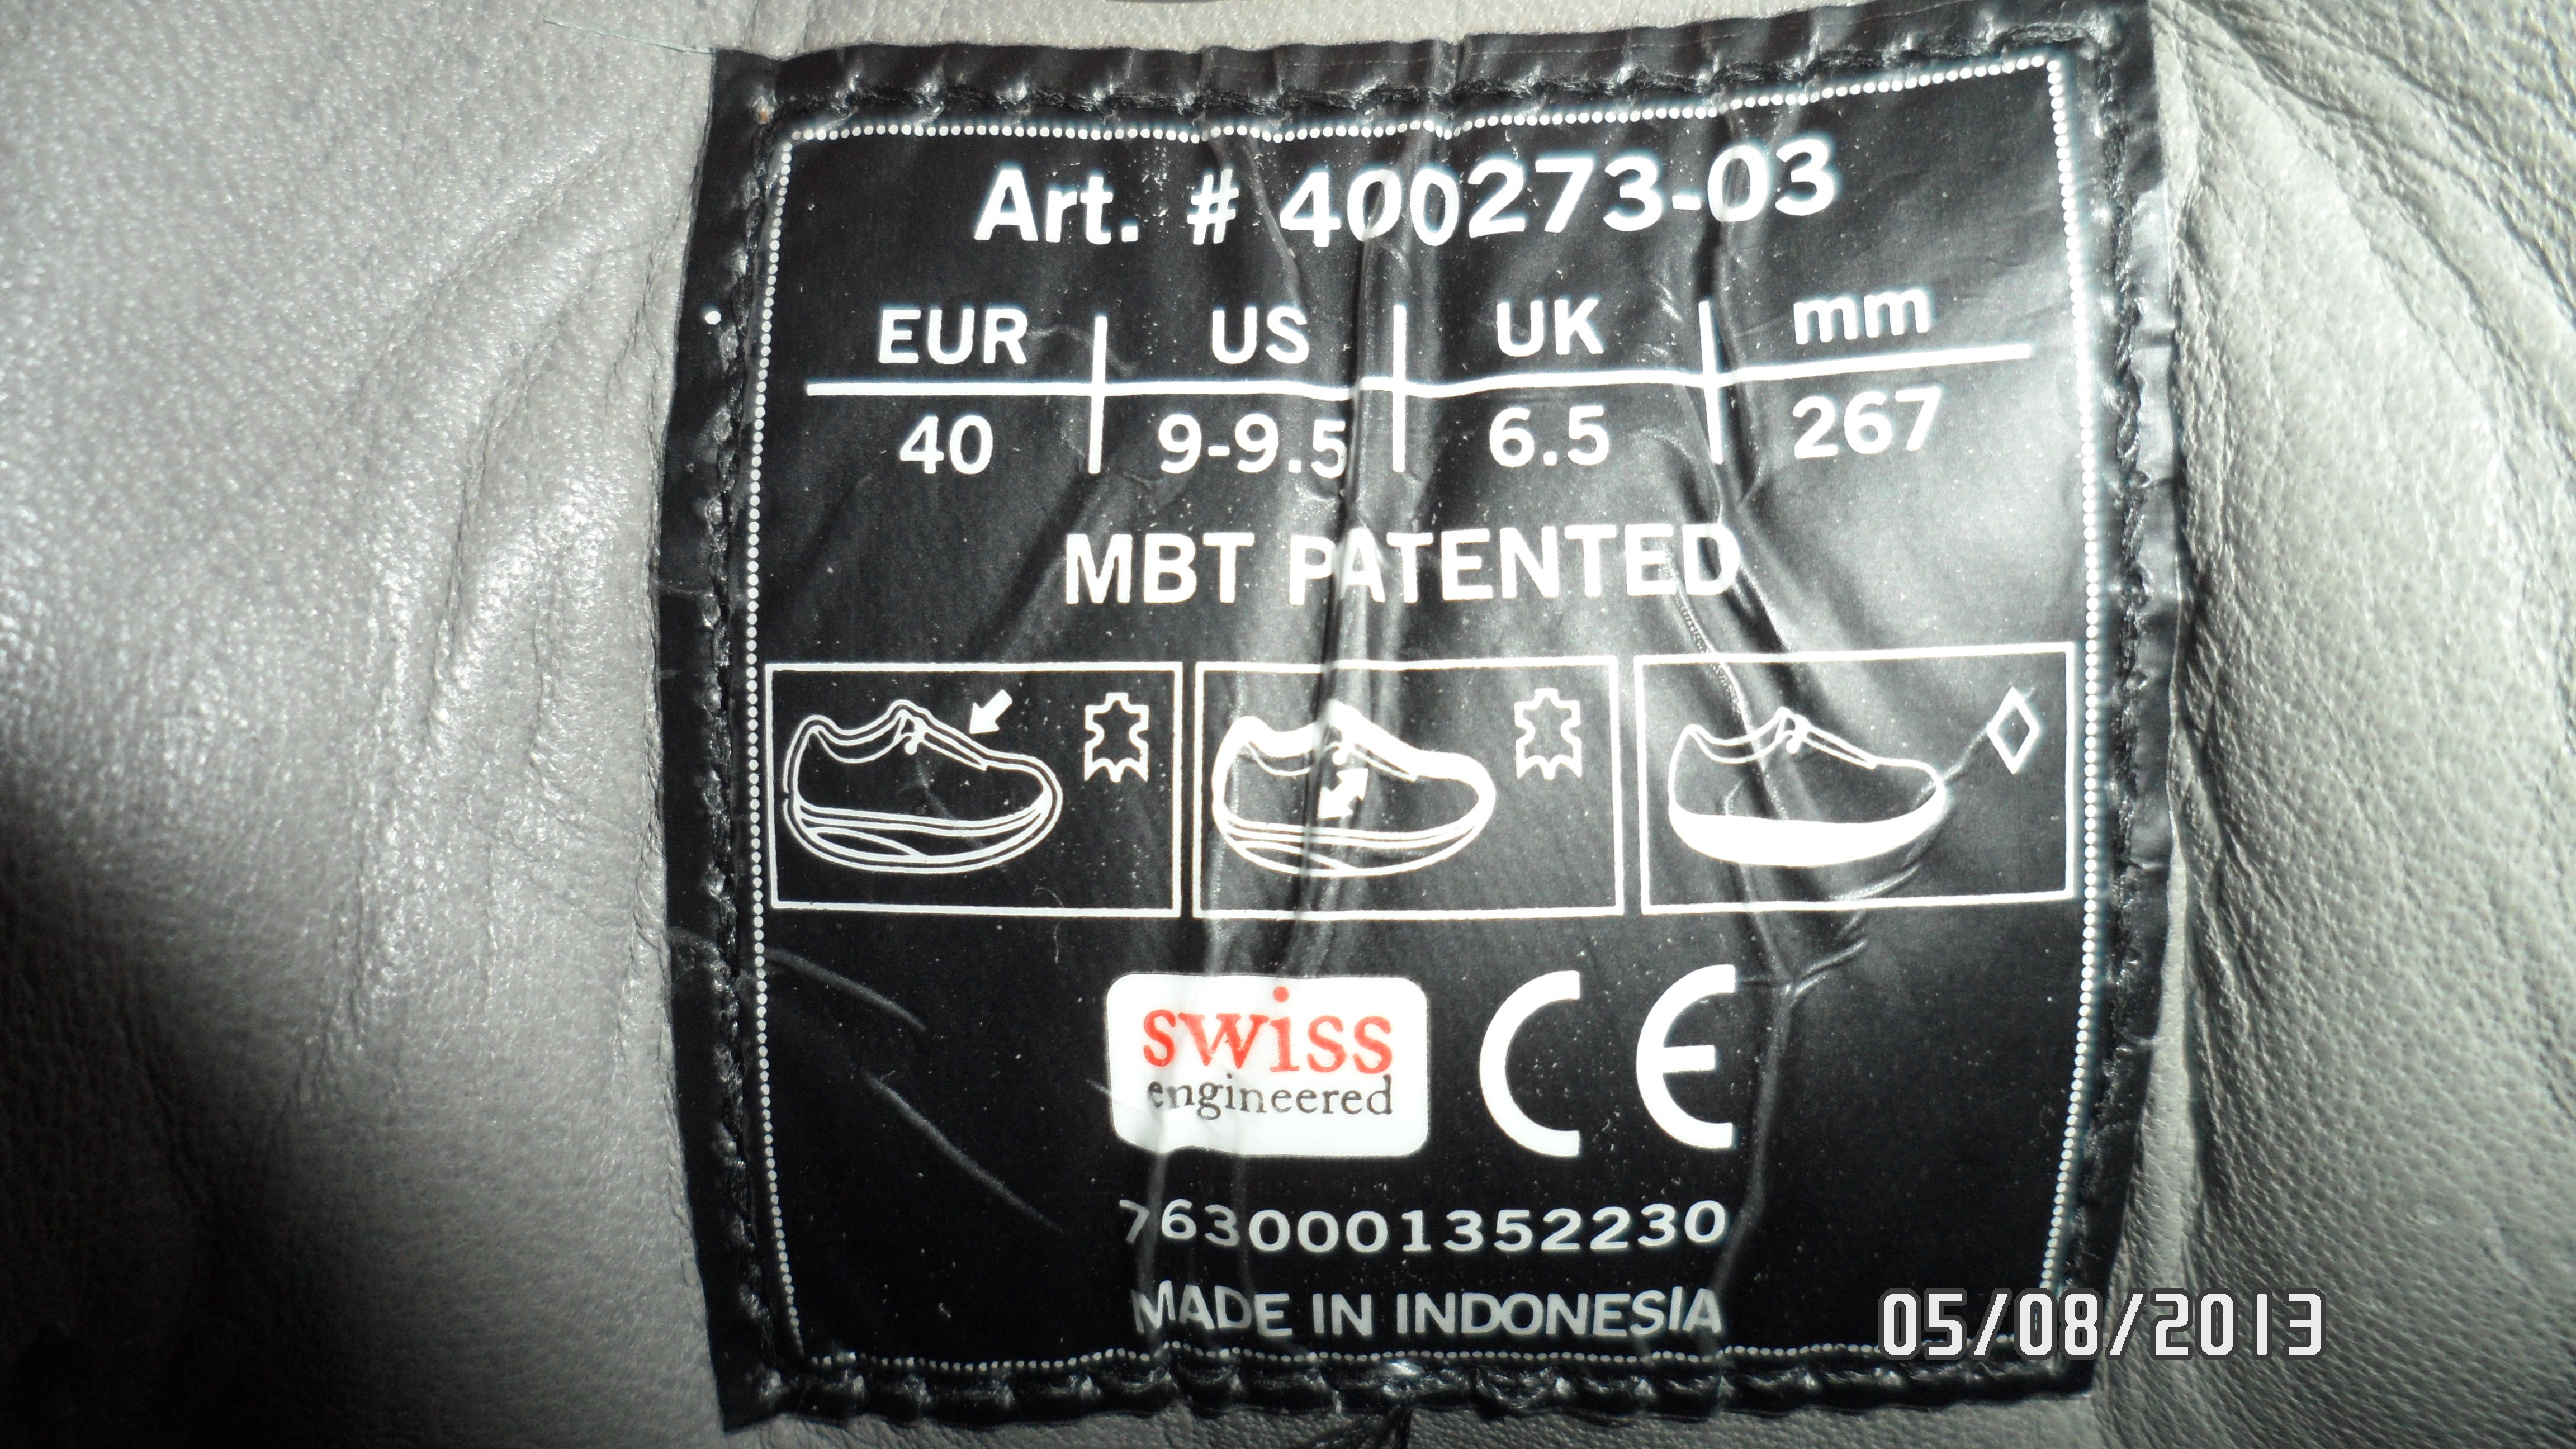 Art. # 400273-03
EUR US UK mm
40 9-9.5 6.5 267
MBT PATENTED
swiss
engineered
CE
7630001352230
MADE IN INDONESIA
05/08/2013